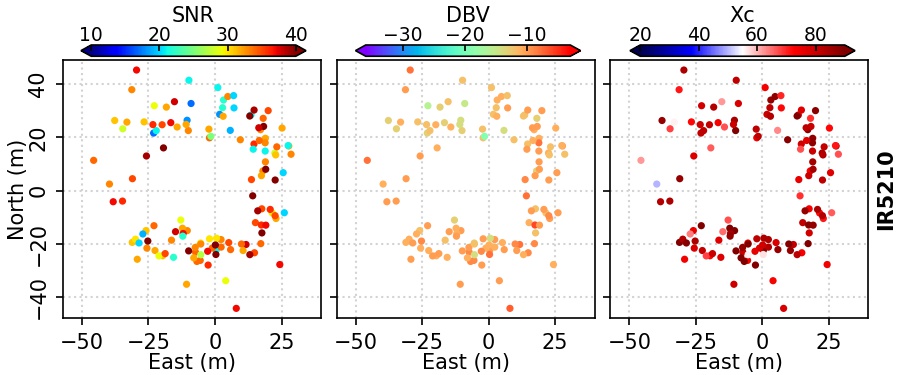 SNR DBV Xc
10 20 30 40 −30 −20 −10 20 40 60 80
North (m)
40
20
0
−20
−40
−50 −25 0 25 −50 −25 0 25 −50 −25 0 25
East (m) East (m) East (m)
IR5210